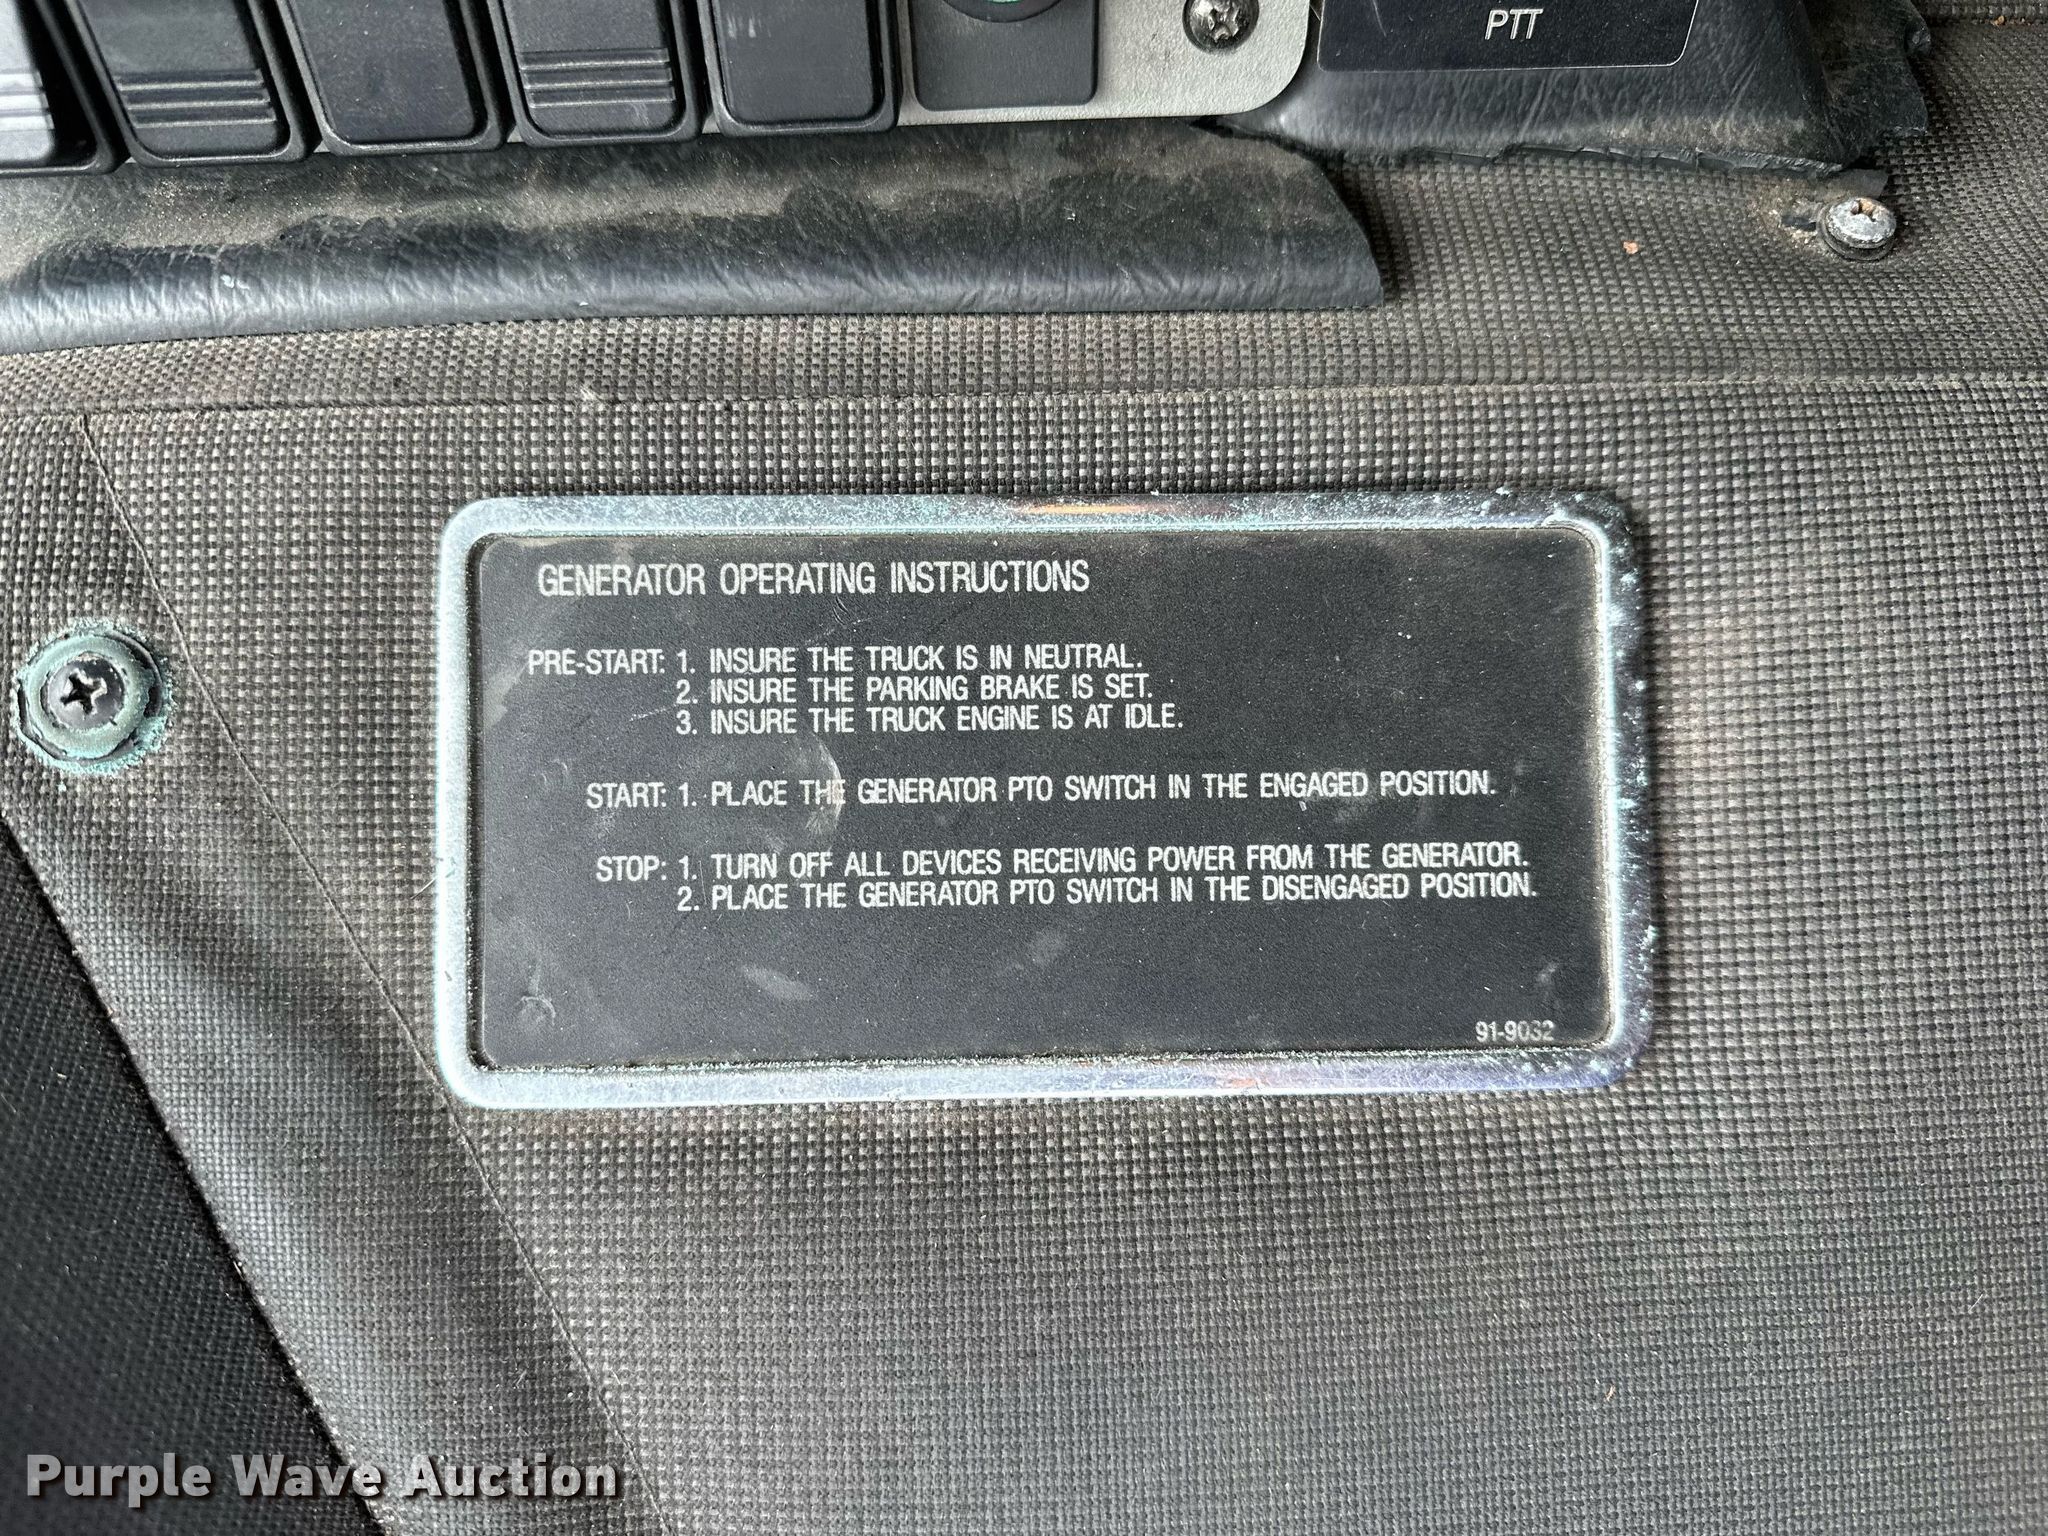 PTT
GENERATOR OPERATING INSTRUCTIONS
PRE-START: 1. INSURE THE TRUCK IS IN NEUTRAL.
2. INSURE THE PARKING BRAKE IS SET.
3. INSURE THE TRUCK ENGINE IS AT IDLE.
START: 1. PLACE THE GENERATOR PTO SWITCH IN THE ENGAGED POSITION.
STOP: 1. TURN OFF ALL DEVICES RECEIVING POWER FROM THE GENERATOR.
2. PLACE THE GENERATOR PTO SWITCH IN THE DISENGAGED POSITION.
91-9032
Purple Wave Auction